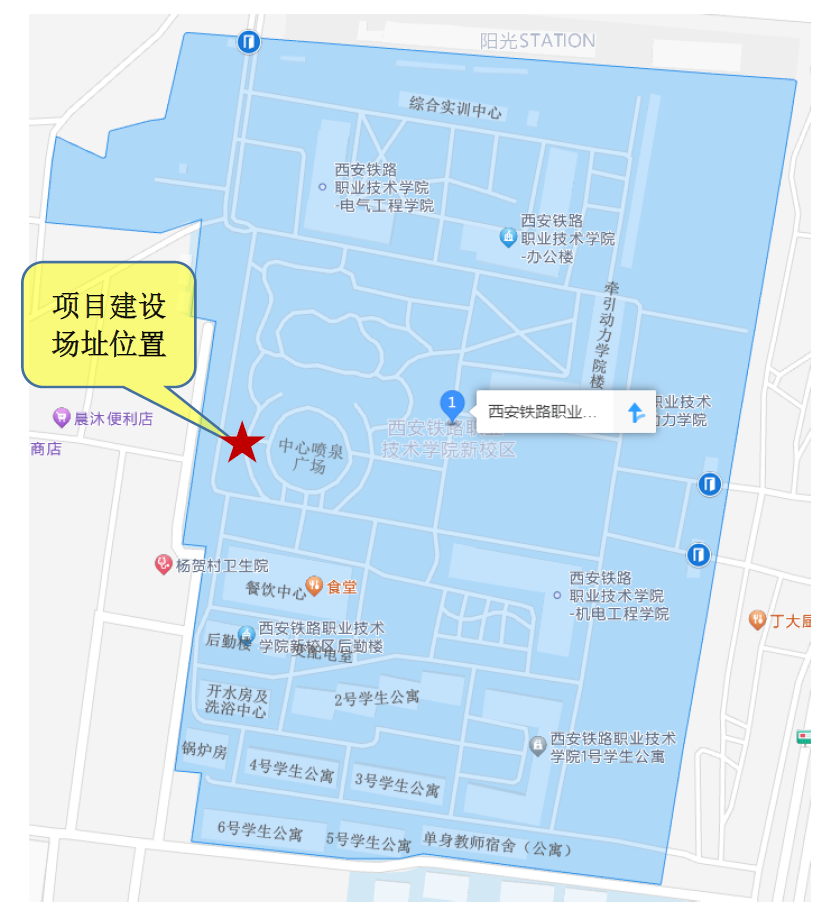 阳光STATION
综合实训中心
西安铁路
职业技术学院
-电气工程学院
西安铁路
职业技术学院
-办公楼
牵引动力学院楼
项目建设
场址位置
1
西安铁路职业...
职业技术
动力学院
晨沐便利店
商店
西安铁路职业
技术学院新校区
中心喷泉
广场
杨贺村卫生院
餐饮中心
食堂
西安铁路
职业技术学院
-机电工程学院
丁大厨
后勤楼
西安铁路职业技术
学院新校区后勤楼
变配电室
开水房及
洗浴中心
2号学生公寓
西安铁路职业技术
学院1号学生公寓
锅炉房
4号学生公寓
3号学生公寓
6号学生公寓
5号学生公寓
单身教师宿舍（公寓）